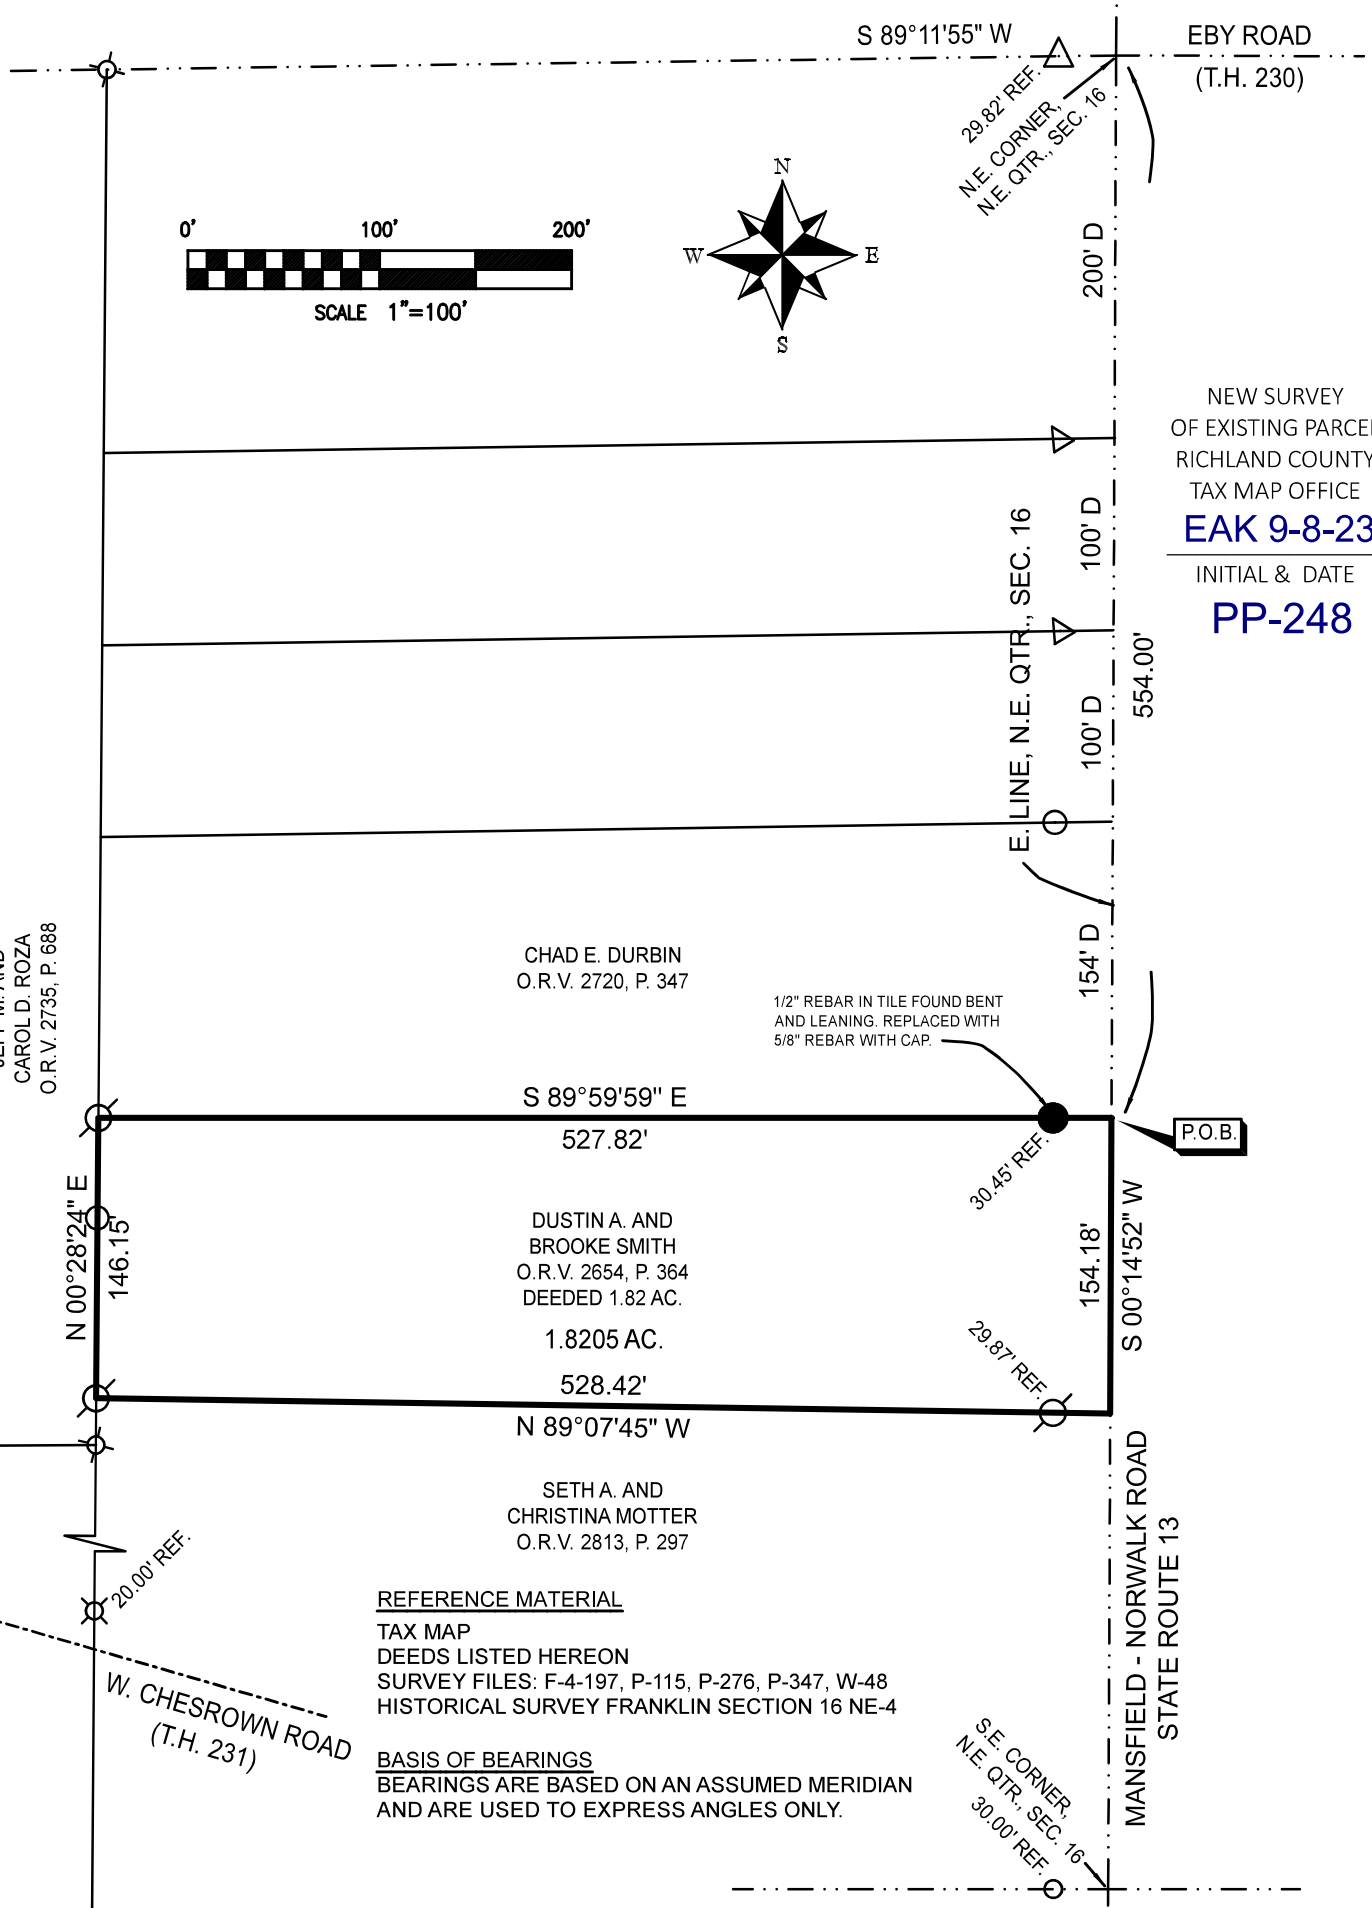 S 89°11'55" W
EBY ROAD
(T.H. 230)
29.82' REF.
N.E. CORNER,
N.E. QTR., SEC. 16
N
W
E
S
0'
100'
200'
SCALE 1"=100'
200' D
NEW SURVEY
OF EXISTING PARCEL
RICHLAND COUNTY
TAX MAP OFFICE
EAK 9-8-23
INITIAL & DATE
PP-248
100' D
E. LINE, N.E. QTR., SEC. 16
554.00'
100' D
CAROL D. ROZA
O.R.V. 2735, P. 688
CHAD E. DURBIN
O.R.V. 2720, P. 347
154' D
1/2" REBAR IN TILE FOUND BENT
AND LEANING. REPLACED WITH
5/8" REBAR WITH CAP.
S 89°59'59" E
527.82'
P.O.B.
30.45' REF.
N 00°28'24" E
146.15'
DUSTIN A. AND
BROOKE SMITH
O.R.V. 2654, P. 364
DEEDED 1.82 AC.
1.8205 AC.
154.18'
S 00°14'52" W
29.87' REF.
528.42'
N 89°07'45" W
SETH A. AND
CHRISTINA MOTTER
O.R.V. 2813, P. 297
20.00' REF.
MANSFIELD - NORWALK ROAD
STATE ROUTE 13
REFERENCE MATERIAL
TAX MAP
DEEDS LISTED HEREON
SURVEY FILES: F-4-197, P-115, P-276, P-347, W-48
HISTORICAL SURVEY FRANKLIN SECTION 16 NE-4
W. CHESROWN ROAD
(T.H. 231)
BASIS OF BEARINGS
BEARINGS ARE BASED ON AN ASSUMED MERIDIAN
AND ARE USED TO EXPRESS ANGLES ONLY.
S.E. CORNER,
N.E. QTR., SEC. 16
30.00' REF.